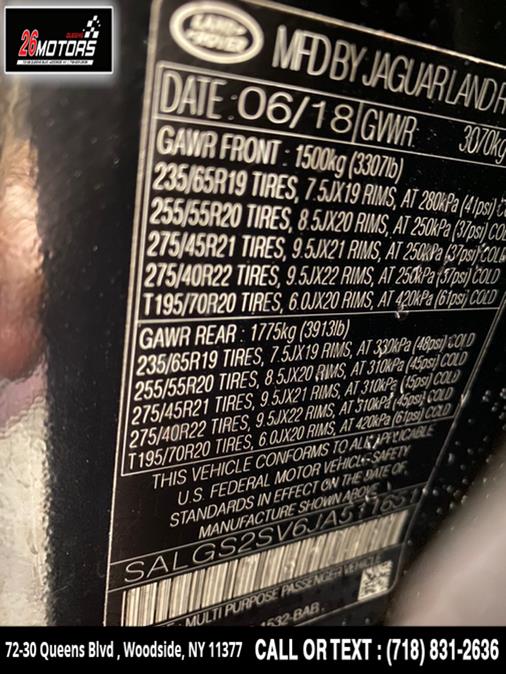 QUEENS
26MOTORS
LAND
ROVER
MFD BY JAGUAR LAND R
DATE: 06/18 GVWR: 3070kg
GAWR FRONT : 1500kg (3307lb)
235/65R19 TIRES, 7.5JX19 RIMS, AT 280kPa (41psi) CO
255/55R20 TIRES, 8.5JX20 RIMS, AT 250kPa (37psi) COL
275/45R21 TIRES, 9.5JX21 RIMS, AT 250kPa (37psi) COLD
275/40R22 TIRES, 9.5JX22 RIMS, AT 250kPa (37psi) COLD
T195/70R20 TIRES, 6.0JX20 RIMS, AT 420kPa (61psi) COLD
GAWR REAR : 1775kg (3913lb)
235/65R19 TIRES, 7.5JX19 RIMS, AT 330kPa (48psi) COLD
255/55R20 TIRES, 8.5JX20 RIMS, AT 310kPa (45psi) COLD
275/45R21 TIRES, 9.5JX21 RIMS, AT 310kPa (45psi) COLD
275/40R22 TIRES, 9.5JX22 RIMS, AT 310kPa (45psi) COLD
T195/70R20 TIRES, 6.0JX20 RIMS, AT 420kPa (61psi) COLD
THIS VEHICLE CONFORMS TO ALL APPLICABLE
U.S. FEDERAL MOTOR VEHICLE SAFETY
STANDARDS IN EFFECT ON THE DATE OF
MANUFACTURE SHOWN ABOVE.
- MULTI PURPOSE PASSENGER VEHICLE
1532-BAB
72-30 Queens Blvd , Woodside, NY 11377 CALL OR TEXT : (718) 831-2636